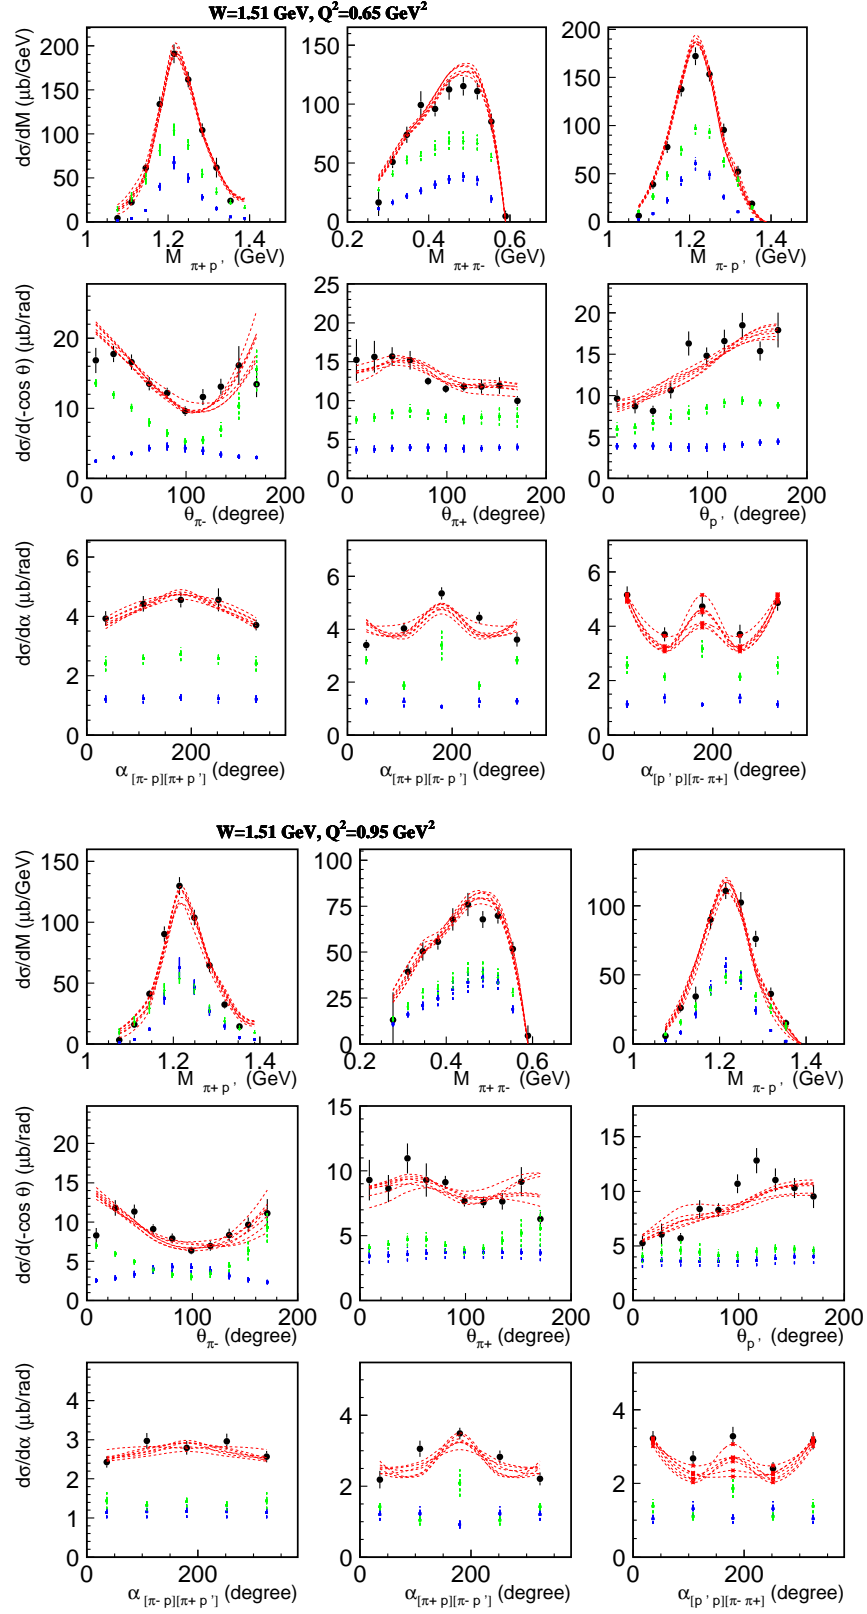 W=1.51 GeV, Q²=0.65 GeV²
dσ/dM (μb/GeV)
200
150
100
50
0
1 1.2 1.4
M π+ p' (GeV)
150
100
50
0
0.2 0.4 0.6
M π+ π- (GeV)
200
150
100
50
0
1 1.2 1.4
M π- p' (GeV)
dσ/d(-cos θ) (μb/rad)
20
10
0
0 100 200
θπ- (degree)
25
20
15
10
5
0
0 100 200
θπ+ (degree)
20
15
10
5
0
0 100 200
θp' (degree)
dσ/dα (μb/rad)
6
4
2
0
0 200
α[π- p][π+ p'] (degree)
6
4
2
0
0 200
α[π+ p][π- p'] (degree)
6
4
2
0
0 200
α[p' p][π- π+] (degree)
W=1.51 GeV, Q²=0.95 GeV²
dσ/dM (μb/GeV)
150
100
50
0
1 1.2 1.4
M π+ p' (GeV)
100
75
50
25
0
0.2 0.4 0.6
M π+ π- (GeV)
100
50
0
1 1.2 1.4
M π- p' (GeV)
dσ/d(-cos θ) (μb/rad)
20
15
10
5
0
0 100 200
θπ- (degree)
15
10
5
0
0 100 200
θπ+ (degree)
15
10
5
0
0 100 200
θp' (degree)
dσ/dα (μb/rad)
4
3
2
1
0
0 200
α[π- p][π+ p'] (degree)
4
2
0
0 200
α[π+ p][π- p'] (degree)
4
2
0
0 200
α[p' p][π- π+] (degree)